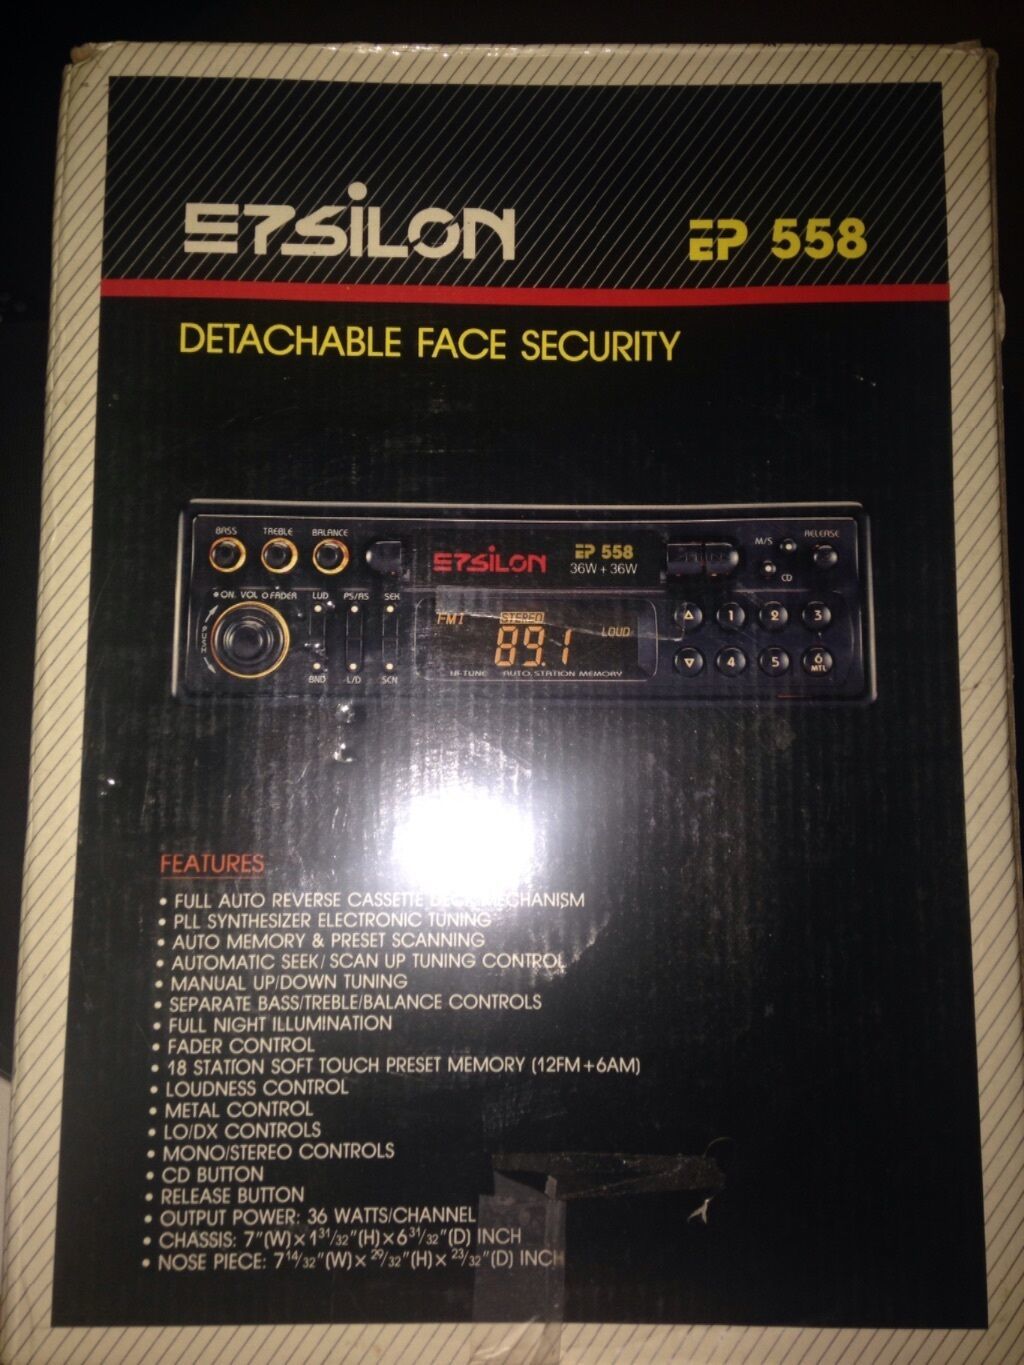 EPSILON EP 558
DETACHABLE FACE SECURITY
BASS TREBLE BALANCE
EPSILON EP 558
36W + 36W
M/S RELEASE
CD
ON VOL FADER LUD PS/AS SEK
PUSH
FM1 STEREO
89.1 LOUD
HI-TUNE AUTO. STATION MEMORY
1 2 3
4 5 6
MTL
BND L/D SCN
FEATURES
• FULL AUTO REVERSE CASSETTE DECK MECHANISM
• PLL SYNTHESIZER ELECTRONIC TUNING
• AUTO MEMORY & PRESET SCANNING
• AUTOMATIC SEEK/SCAN UP TUNING CONTROL
• MANUAL UP/DOWN TUNING
• SEPARATE BASS/TREBLE/BALANCE CONTROLS
• FULL NIGHT ILLUMINATION
• FADER CONTROL
• 18 STATION SOFT TOUCH PRESET MEMORY (12FM+6AM)
• LOUDNESS CONTROL
• METAL CONTROL
• LO/DX CONTROLS
• MONO/STEREO CONTROLS
• CD BUTTON
• RELEASE BUTTON
• OUTPUT POWER: 36 WATTS/CHANNEL
• CHASSIS: 7"(W)×1 31/32"(H)×6 31/32"(D) INCH
• NOSE PIECE: 7 14/32"(W)× 29/32"(H)× 23/32"(D) INCH